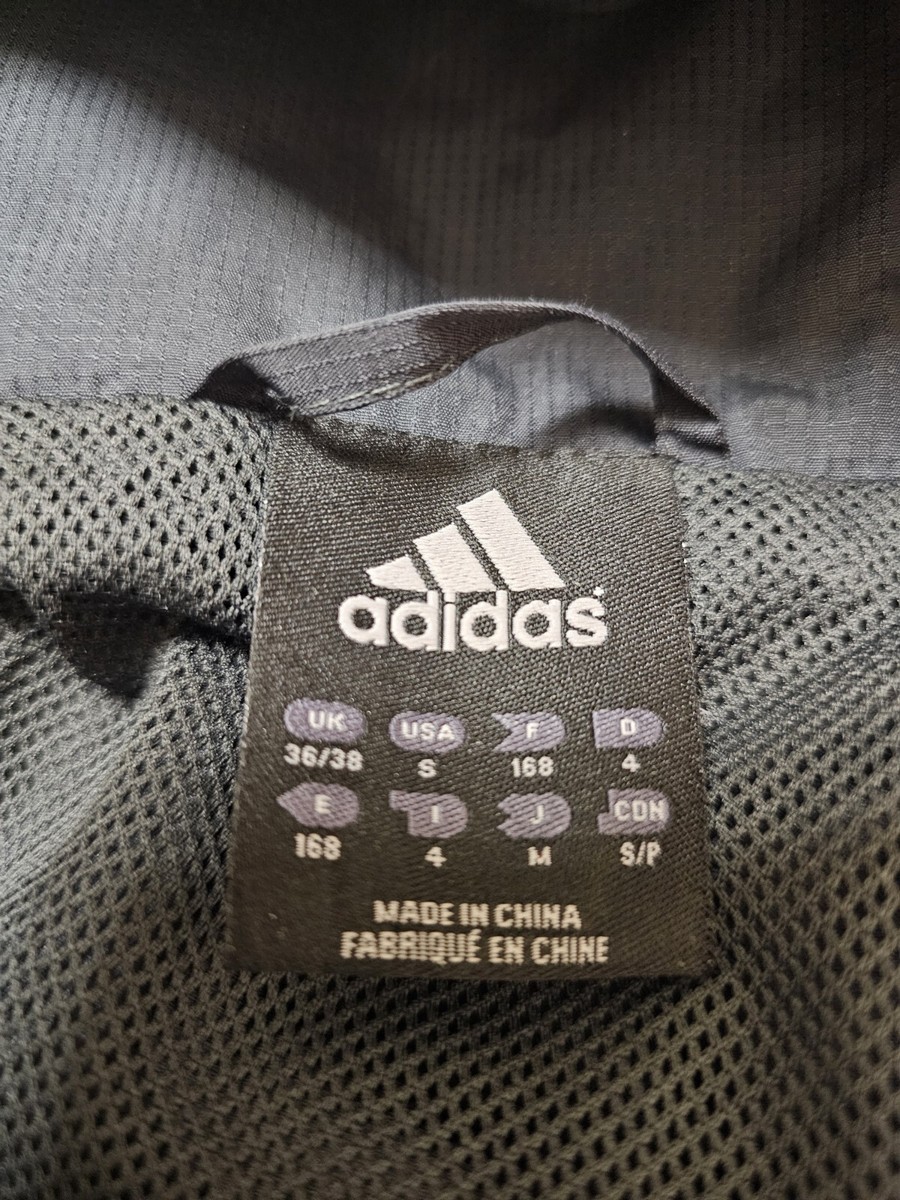 adidas
UK USA F D
36/38 S 168 4
E I J CDN
168 4 M S/P
MADE IN CHINA
FABRIQUÉ EN CHINE